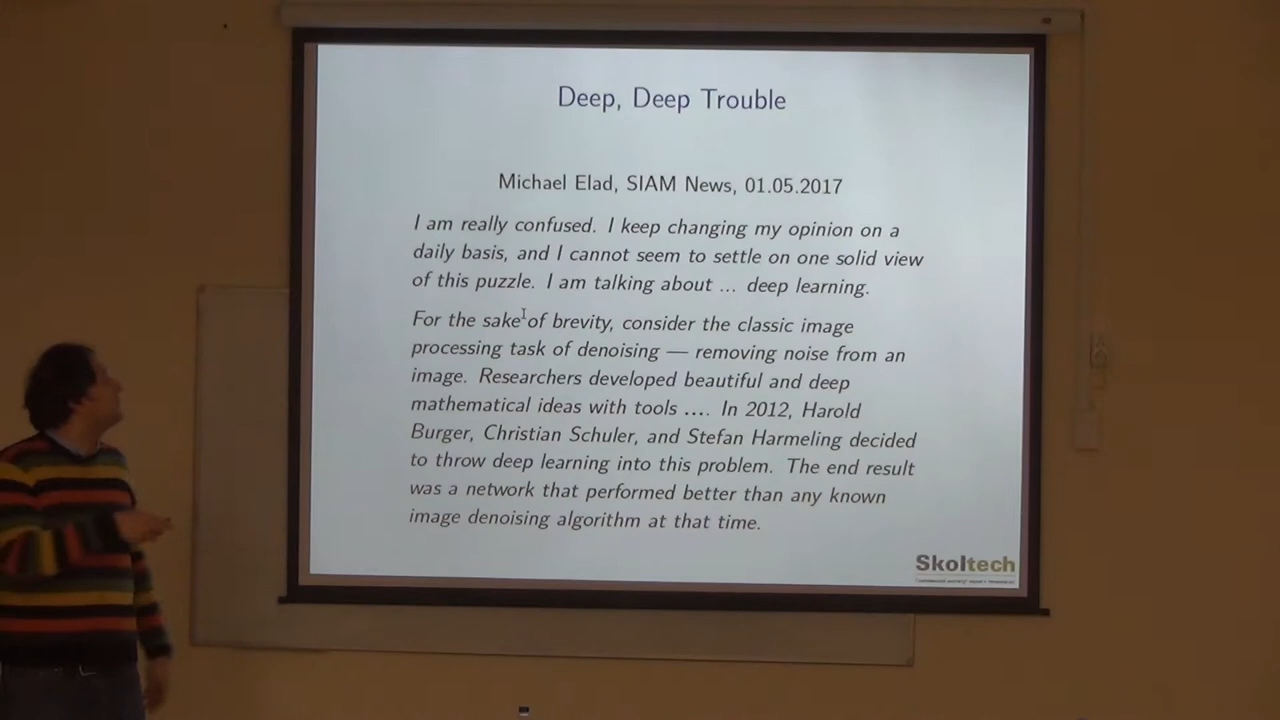 Deep, Deep Trouble
Michael Elad, SIAM News, 01.05.2017
I am really confused. I keep changing my opinion on a
daily basis, and I cannot seem to settle on one solid view
of this puzzle. I am talking about ... deep learning.
For the sake of brevity, consider the classic image
processing task of denoising — removing noise from an
image. Researchers developed beautiful and deep
mathematical ideas with tools .... In 2012, Harold
Burger, Christian Schuler, and Stefan Harmeling decided
to throw deep learning into this problem. The end result
was a network that performed better than any known
image denoising algorithm at that time.
Skoltech